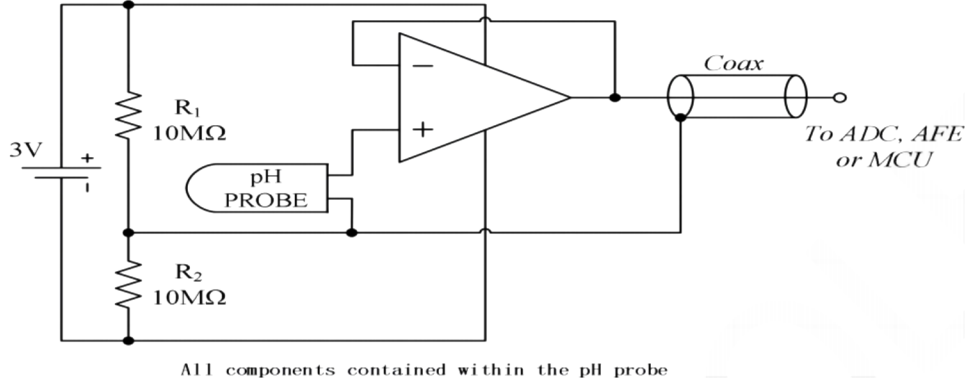 Coax
R1
10MΩ
3V
+
-
−
+
To ADC, AFE
or MCU
pH
PROBE
R2
10MΩ
All components contained within the pH probe